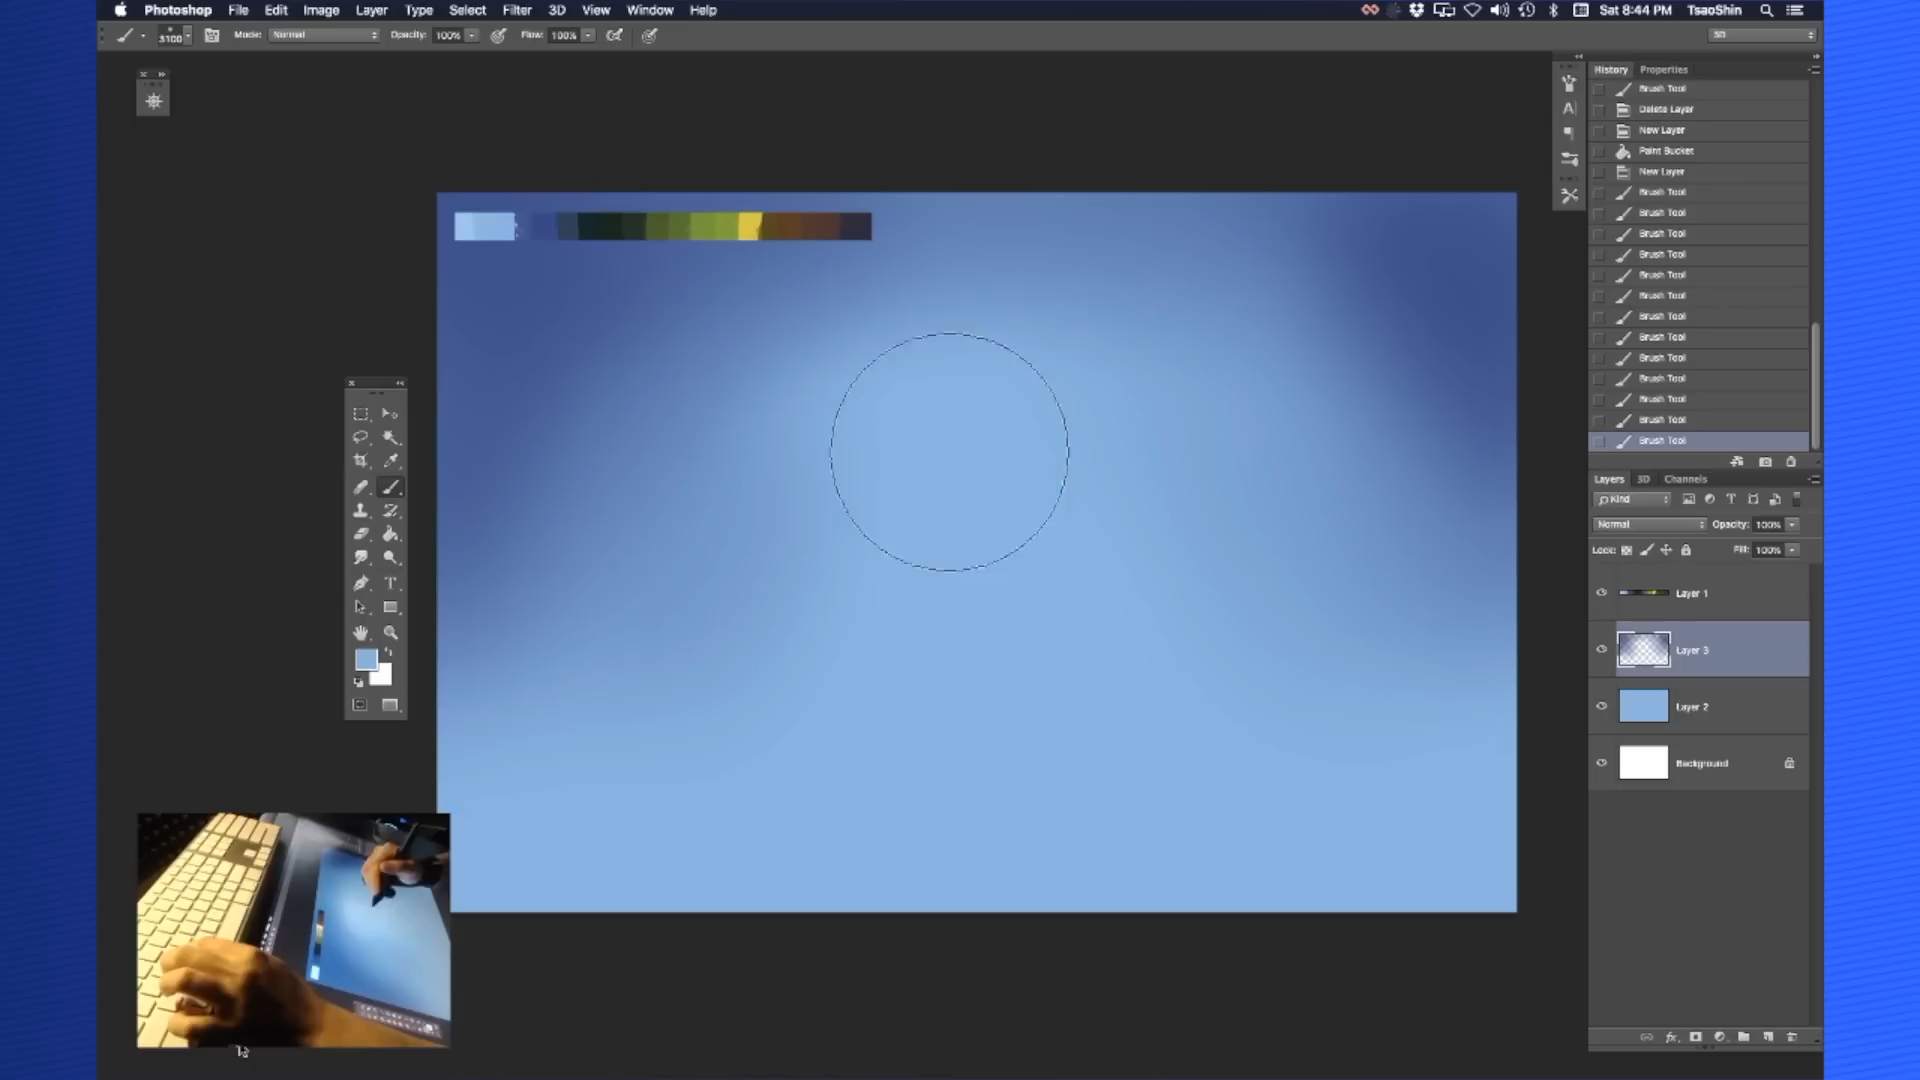 Photoshop File Edit Image Layer Type Select Filter 3D View Window Help Sat 8:44 PM TsaoShin
3100 Mode: Normal Opacity: 100% Flow: 100% 3D
History Properties
Brush Tool
Delete Layer
New Layer
Paint Bucket
New Layer
Brush Tool
Brush Tool
Brush Tool
Brush Tool
Brush Tool
Brush Tool
Brush Tool
Brush Tool
Brush Tool
Brush Tool
Brush Tool
Brush Tool
Brush Tool
Layers 3D Channels
Kind
Normal Opacity: 100%
Lock: Fill: 100%
Layer 1
Layer 3
Layer 2
Background